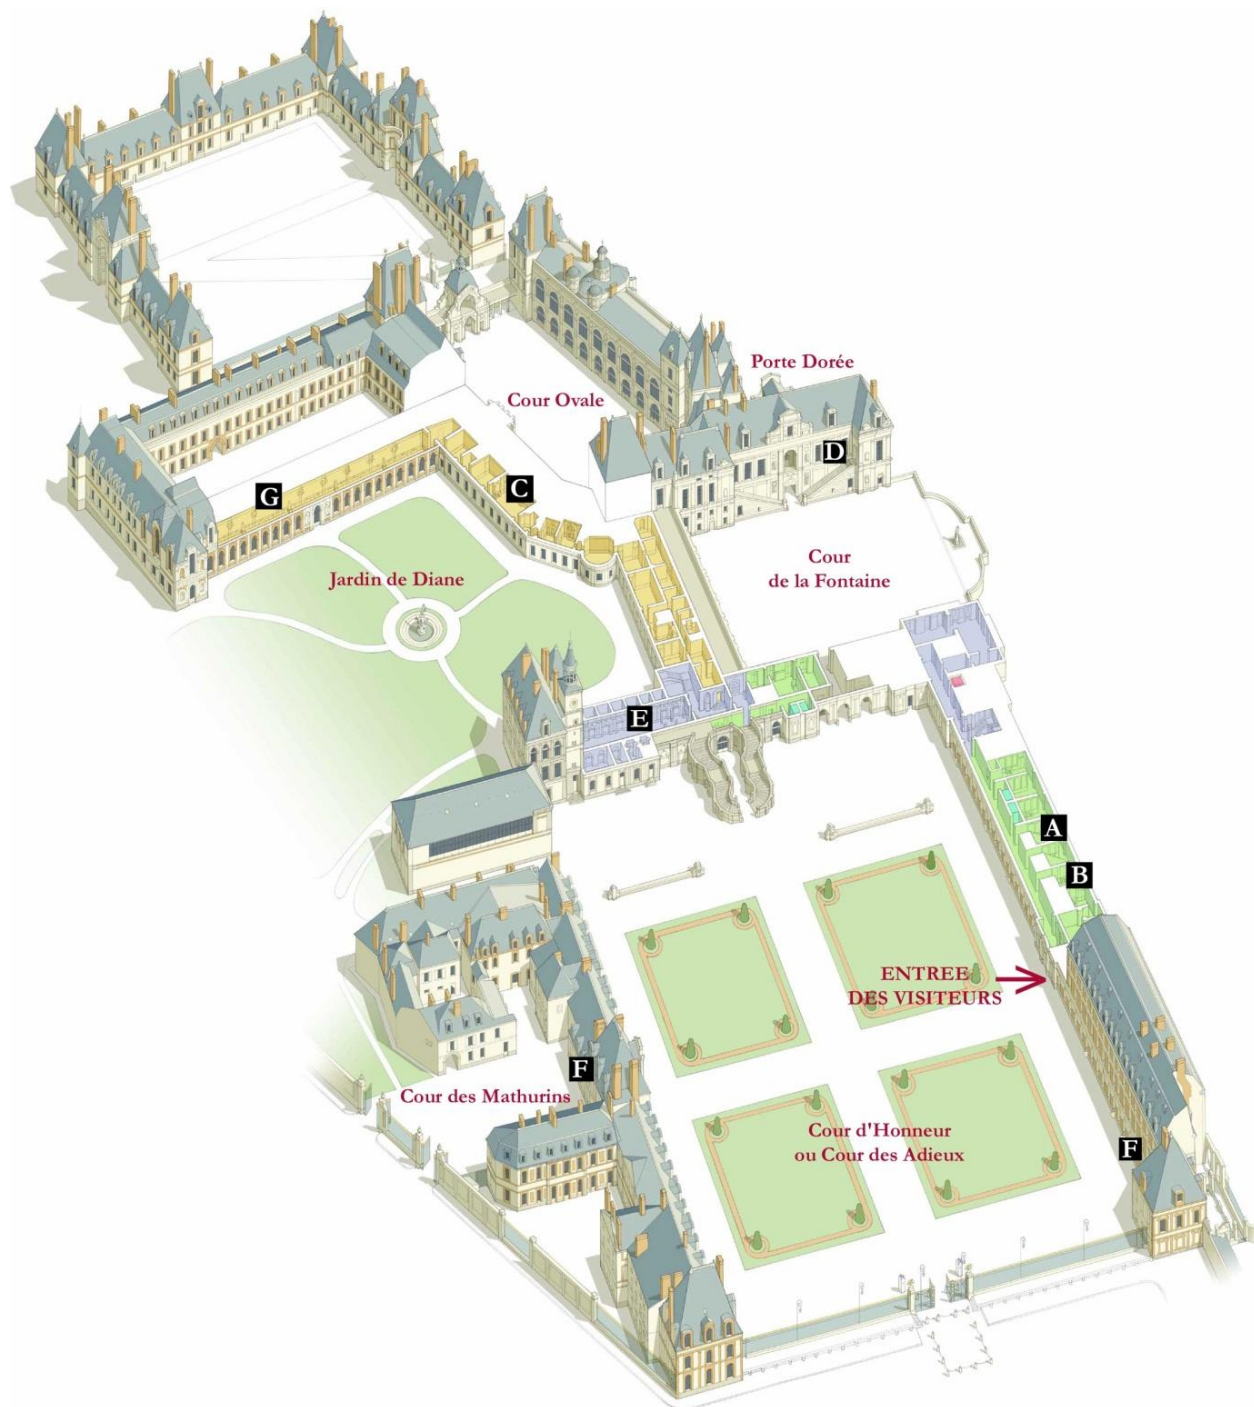 Porte Dorée
Cour Ovale
D
G
C
Cour
de la Fontaine
Jardin de Diane
E
A
B
ENTREE
DES VISITEURS
F
Cour des Mathurins
Cour d'Honneur
ou Cour des Adieux
F